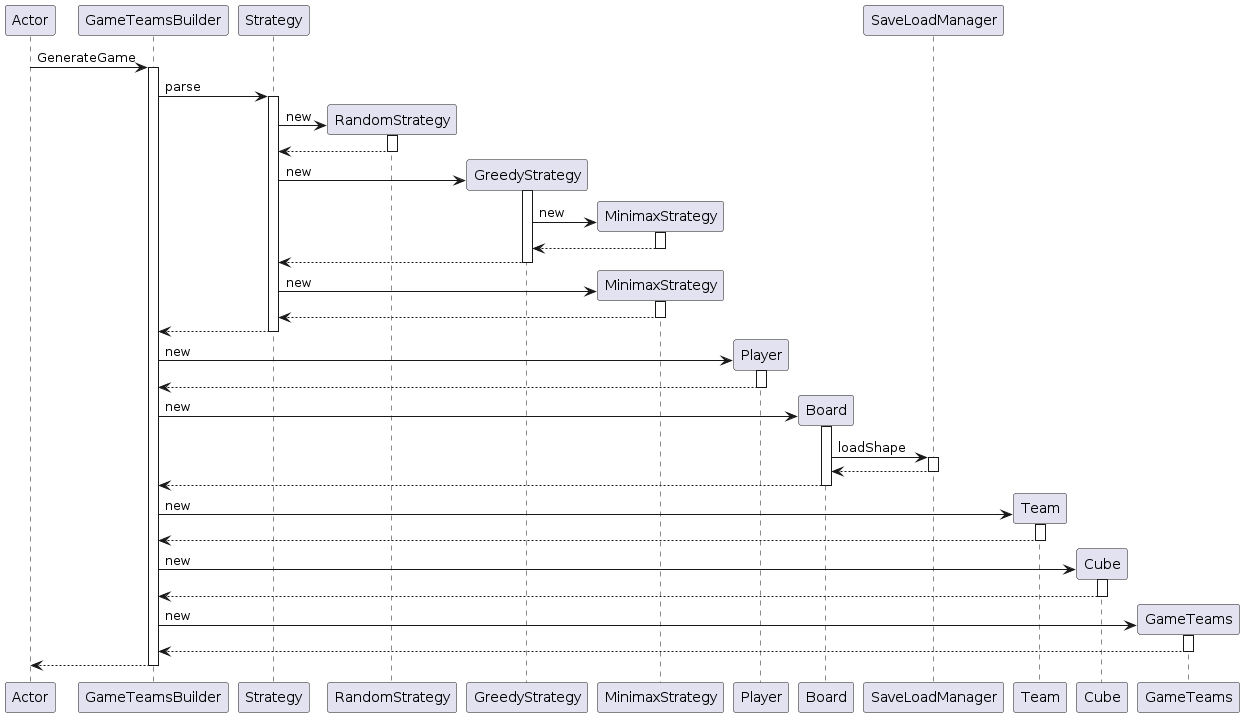 Actor GameTeamsBuilder Strategy SaveLoadManager
GenerateGame
parse
new RandomStrategy
new GreedyStrategy
new MinimaxStrategy
new MinimaxStrategy
new Player
new Board
loadShape
new Team
new Cube
new GameTeams
Actor GameTeamsBuilder Strategy RandomStrategy GreedyStrategy MinimaxStrategy Player Board SaveLoadManager Team Cube GameTeams